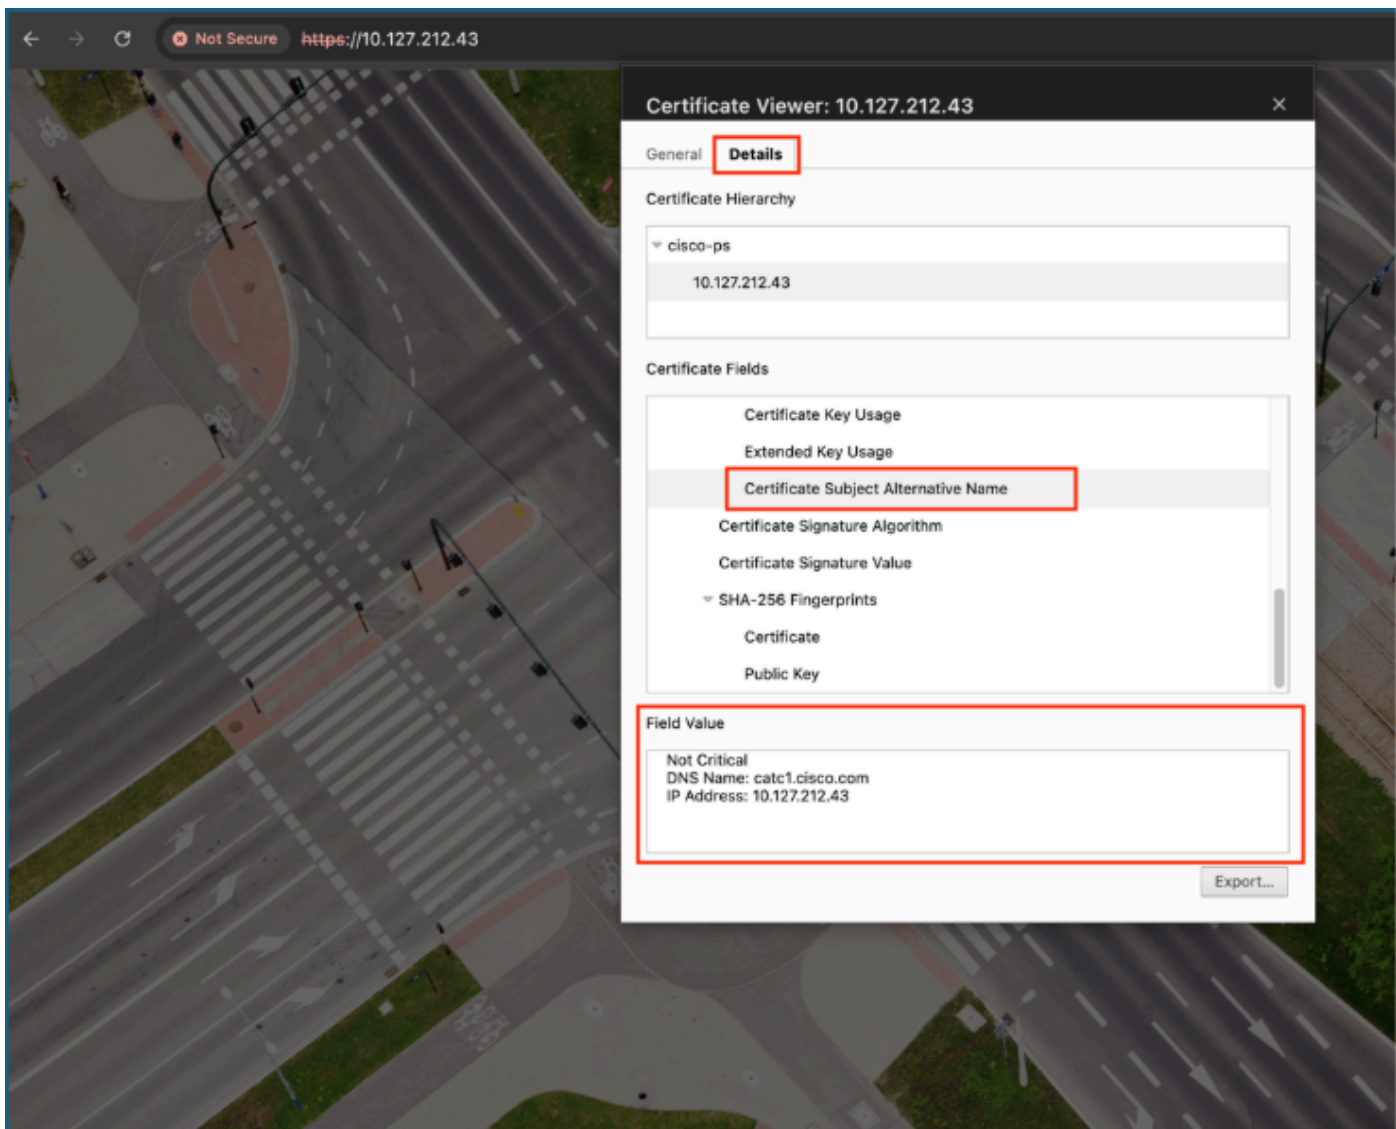 Not Secure https://10.127.212.43
Certificate Viewer: 10.127.212.43
General Details
Certificate Hierarchy
cisco-ps
10.127.212.43
Certificate Fields
Certificate Key Usage
Extended Key Usage
Certificate Subject Alternative Name
Certificate Signature Algorithm
Certificate Signature Value
SHA-256 Fingerprints
Certificate
Public Key
Field Value
Not Critical
DNS Name: catc1.cisco.com
IP Address: 10.127.212.43
Export...